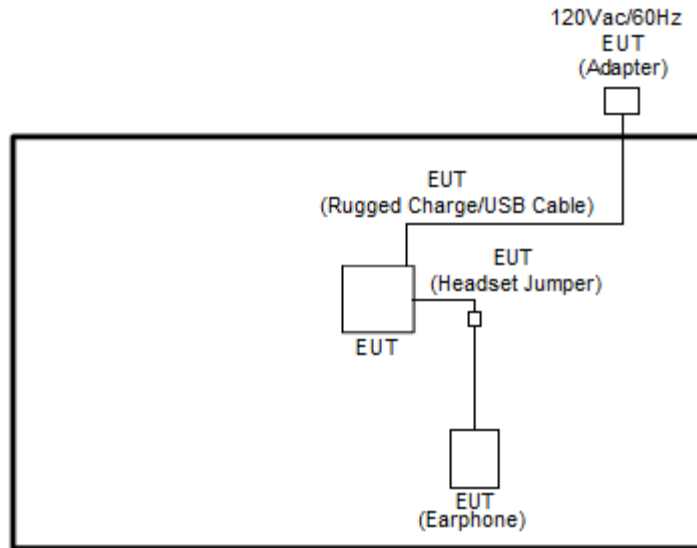 120Vac/60Hz
EUT
(Adapter)
EUT
(Rugged Charge/USB Cable)
EUT
(Headset Jumper)
EUT
EUT
(Earphone)